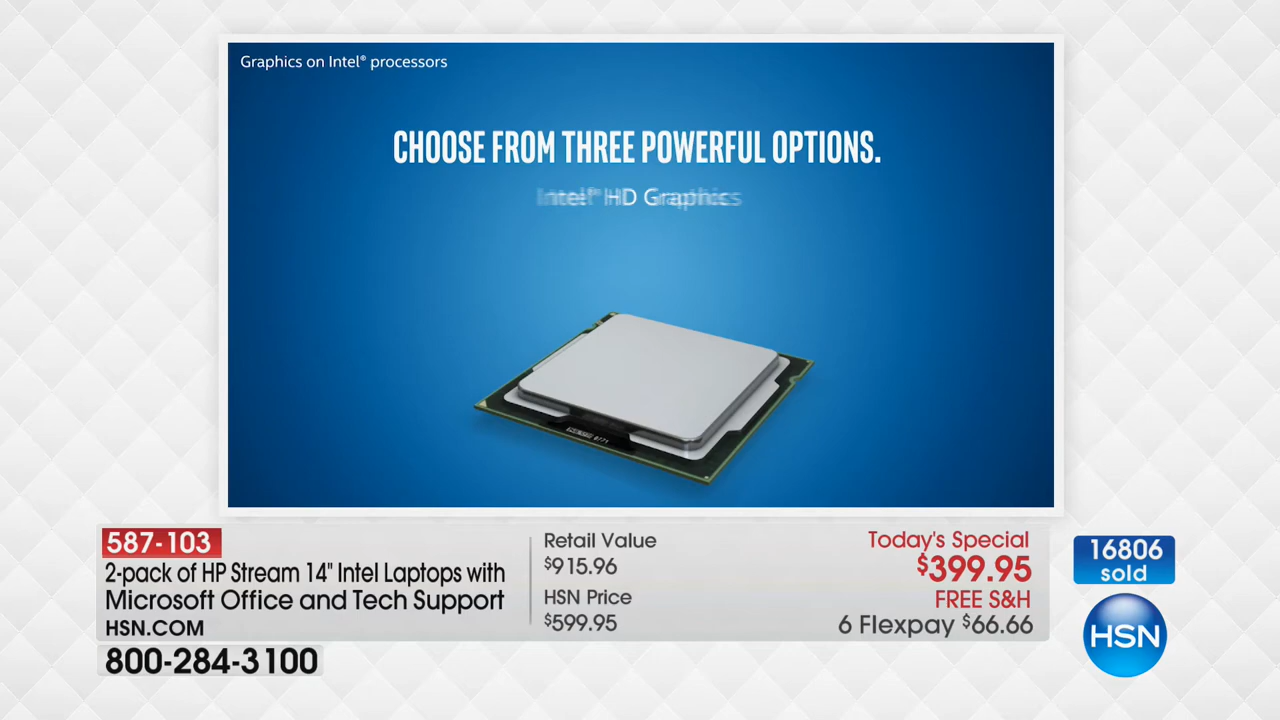 Graphics on Intel® processors
CHOOSE FROM THREE POWERFUL OPTIONS.
Intel® HD Graphics
587-103
2-pack of HP Stream 14" Intel Laptops with
Microsoft Office and Tech Support
HSN.COM
800-284-3100
Retail Value
$915.96
HSN Price
$599.95
Today's Special
$399.95
FREE S&H
6 Flexpay $66.66
16806
sold
HSN